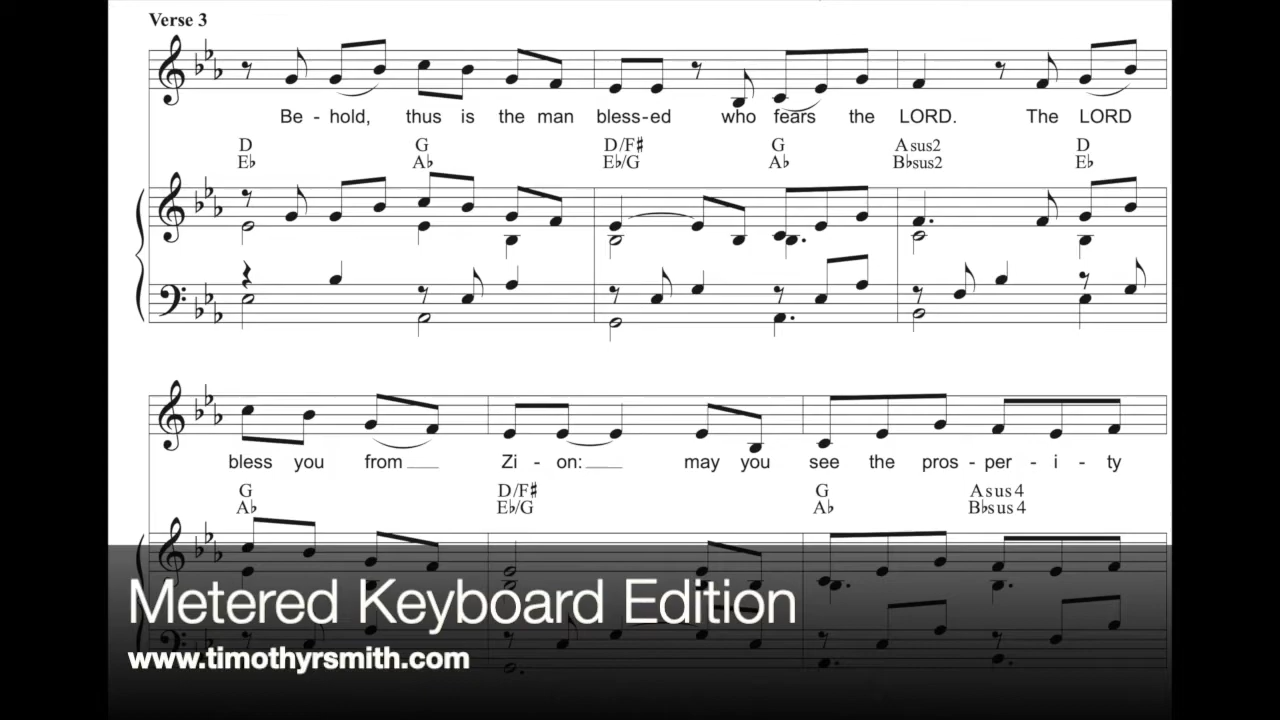 Verse 3
Be - hold, thus is the man bless - ed who fears the LORD. The LORD
D G D/F♯ G Asus2 D
E♭ A♭ E♭/G A♭ B♭sus2 E♭
bless you from Zi - on: may you see the pros - per - i - ty
G D/F♯ G Asus4
A♭ E♭/G A♭ B♭sus4
Metered Keyboard Edition
www.timothyrsmith.com